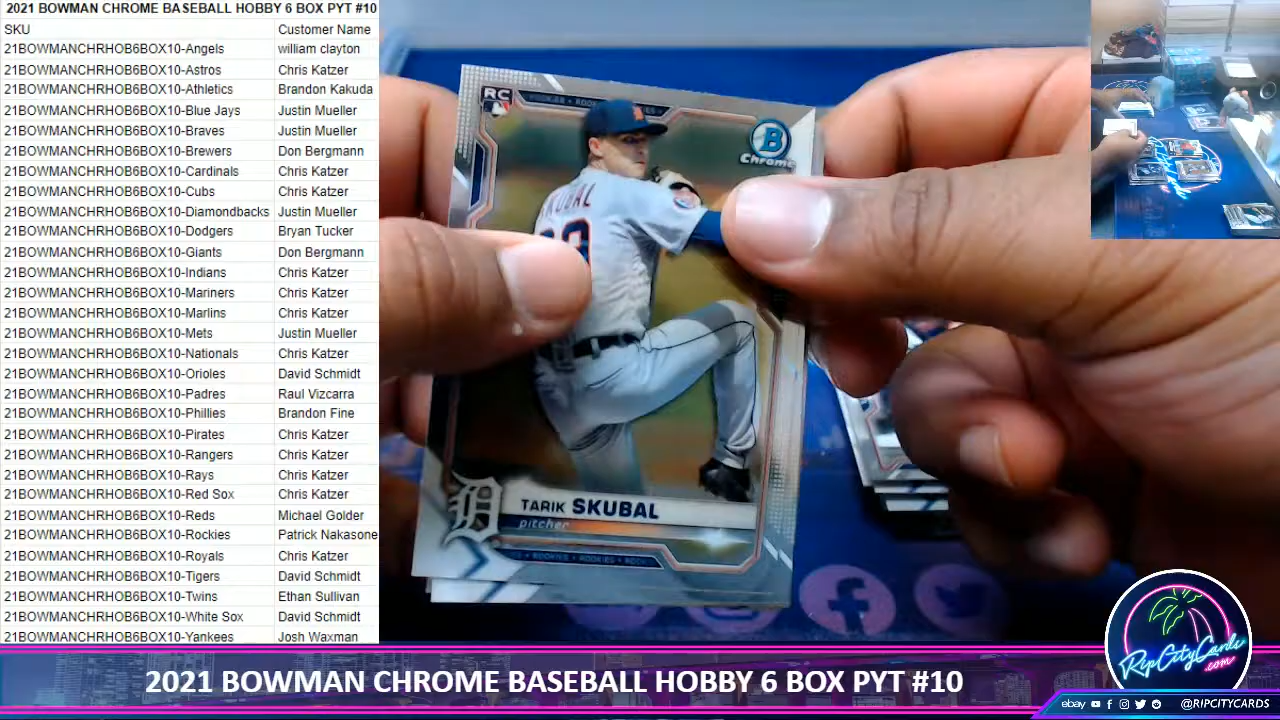 2021 BOWMAN CHROME BASEBALL HOBBY 6 BOX PYT #10
SKU Customer Name
21BOWMANCHRHOB6BOX10-Angels william clayton
21BOWMANCHRHOB6BOX10-Astros Chris Katzer
21BOWMANCHRHOB6BOX10-Athletics Brandon Kakuda
21BOWMANCHRHOB6BOX10-Blue Jays Justin Mueller
21BOWMANCHRHOB6BOX10-Braves Justin Mueller
21BOWMANCHRHOB6BOX10-Brewers Don Bergmann
21BOWMANCHRHOB6BOX10-Cardinals Chris Katzer
21BOWMANCHRHOB6BOX10-Cubs Chris Katzer
21BOWMANCHRHOB6BOX10-Diamondbacks Justin Mueller
21BOWMANCHRHOB6BOX10-Dodgers Bryan Tucker
21BOWMANCHRHOB6BOX10-Giants Don Bergmann
21BOWMANCHRHOB6BOX10-Indians Chris Katzer
21BOWMANCHRHOB6BOX10-Mariners Chris Katzer
21BOWMANCHRHOB6BOX10-Marlins Chris Katzer
21BOWMANCHRHOB6BOX10-Mets Justin Mueller
21BOWMANCHRHOB6BOX10-Nationals Chris Katzer
21BOWMANCHRHOB6BOX10-Orioles David Schmidt
21BOWMANCHRHOB6BOX10-Padres Raul Vizcarra
21BOWMANCHRHOB6BOX10-Phillies Brandon Fine
21BOWMANCHRHOB6BOX10-Pirates Chris Katzer
21BOWMANCHRHOB6BOX10-Rangers Chris Katzer
21BOWMANCHRHOB6BOX10-Rays Chris Katzer
21BOWMANCHRHOB6BOX10-Red Sox Chris Katzer
21BOWMANCHRHOB6BOX10-Reds Michael Golder
21BOWMANCHRHOB6BOX10-Rockies Patrick Nakasone
21BOWMANCHRHOB6BOX10-Royals Chris Katzer
21BOWMANCHRHOB6BOX10-Tigers David Schmidt
21BOWMANCHRHOB6BOX10-Twins Ethan Sullivan
21BOWMANCHRHOB6BOX10-White Sox David Schmidt
21BOWMANCHRHOB6BOX10-Yankees Josh Waxman
RC
B
Chrome
SKUBAL
D
TARIK SKUBAL
pitcher
ROOKIES
RipCityCards
.com
2021 BOWMAN CHROME BASEBALL HOBBY 6 BOX PYT #10
ebay @RIPCITYCARDS